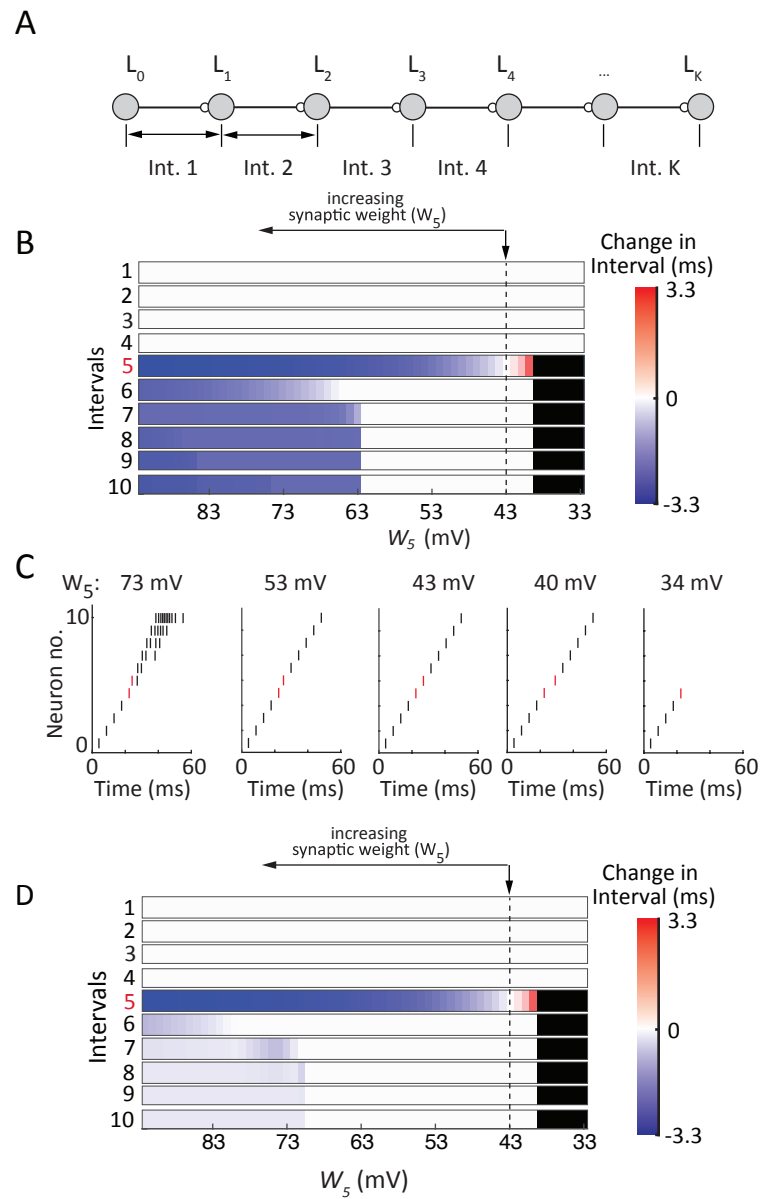 A
L0 L1 L2 L3 L4 ... LK
Int. 1 Int. 2 Int. 3 Int. 4 Int. K
increasing
synaptic weight (W5)
B
Change in
Interval (ms)
Intervals
1
2
3
4
5
6
7
8
9
10
3.3
0
-3.3
83 73 63 53 43 33
W5 (mV)
C
W5: 73 mV 53 mV 43 mV 40 mV 34 mV
Neuron no.
10
0
0 60 0 60 0 60 0 60 0 60
Time (ms) Time (ms) Time (ms) Time (ms) Time (ms)
increasing
synaptic weight (W5)
D
Change in
Interval (ms)
Intervals
1
2
3
4
5
6
7
8
9
10
3.3
0
-3.3
83 73 63 53 43 33
W5 (mV)